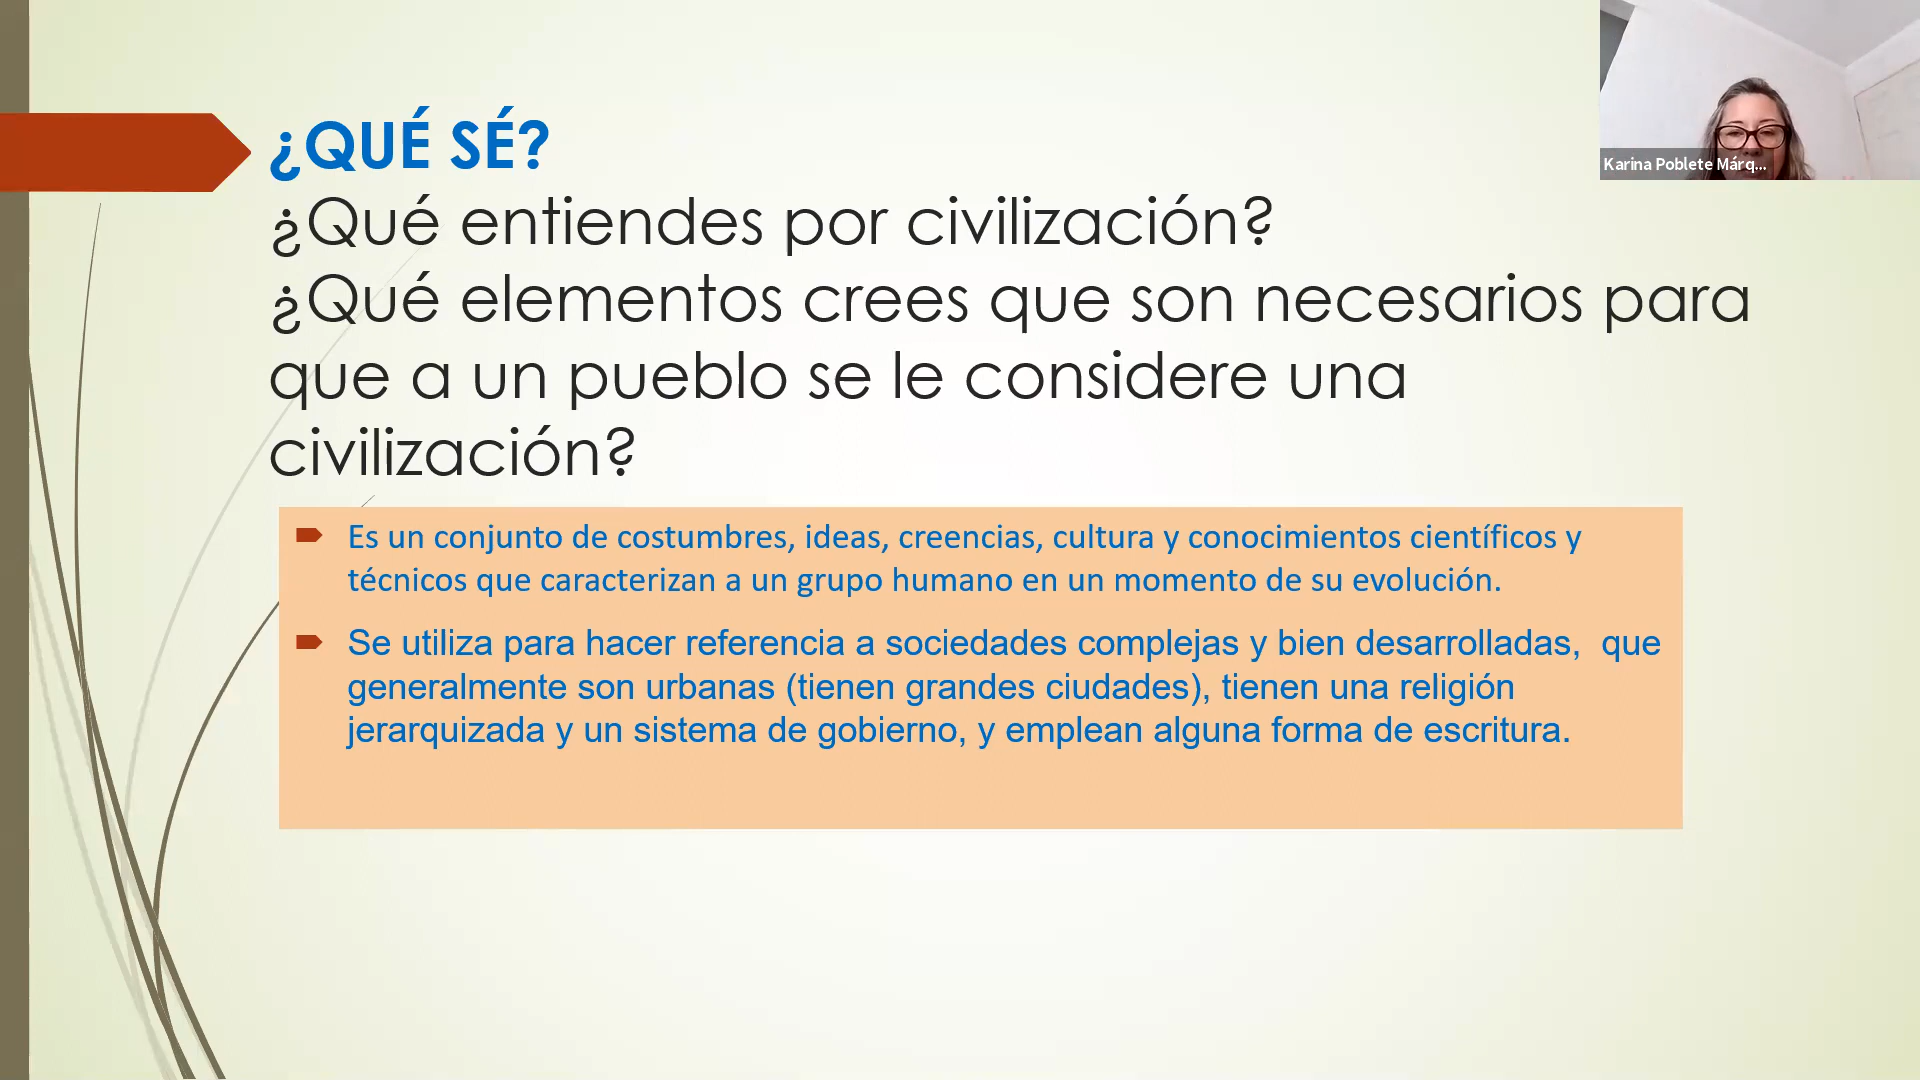 ¿QUÉ SÉ?
¿Qué entiendes por civilización?
¿Qué elementos crees que son necesarios para
que a un pueblo se le considere una
civilización?
Es un conjunto de costumbres, ideas, creencias, cultura y conocimientos científicos y
técnicos que caracterizan a un grupo humano en un momento de su evolución.
Se utiliza para hacer referencia a sociedades complejas y bien desarrolladas, que
generalmente son urbanas (tienen grandes ciudades), tienen una religión
jerarquizada y un sistema de gobierno, y emplean alguna forma de escritura.
Karina Poblete Márq...